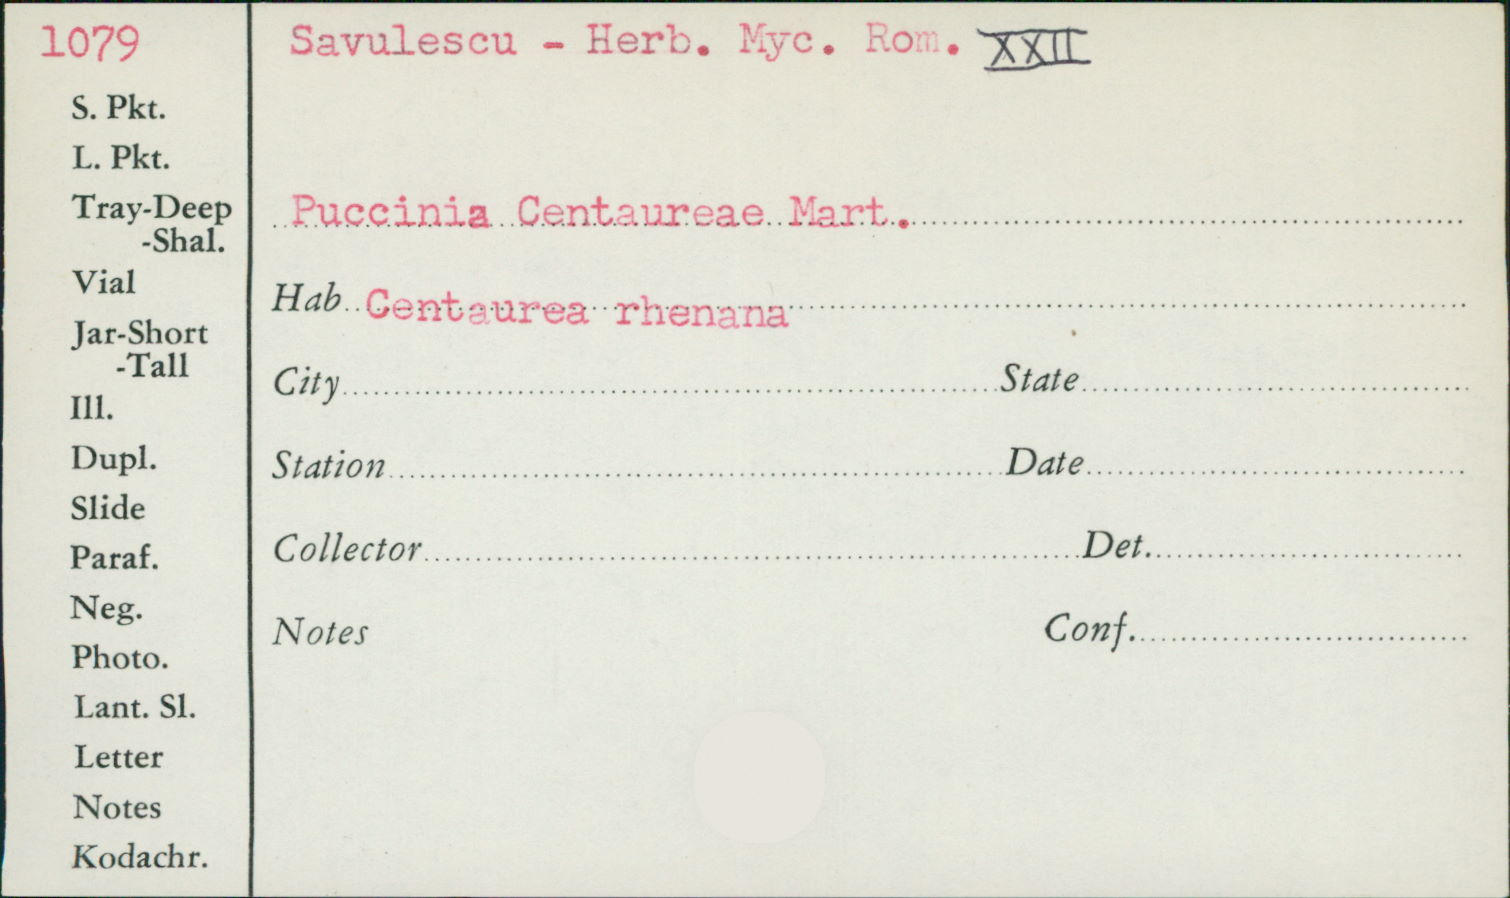 1079
Savulescu - Herb. Myc. Rom. XXII
S. Pkt.
L. Pkt.
Tray-Deep
-Shal.
Vial
Jar-Short
-Tall
Ill.
Dupl.
Slide
Paraf.
Neg.
Photo.
Lant. Sl.
Letter
Notes
Kodachr.
Puccinia Centaureae Mart.
Hab Centaurea rhenana
City State
Station Date
Collector Det.
Notes Conf.